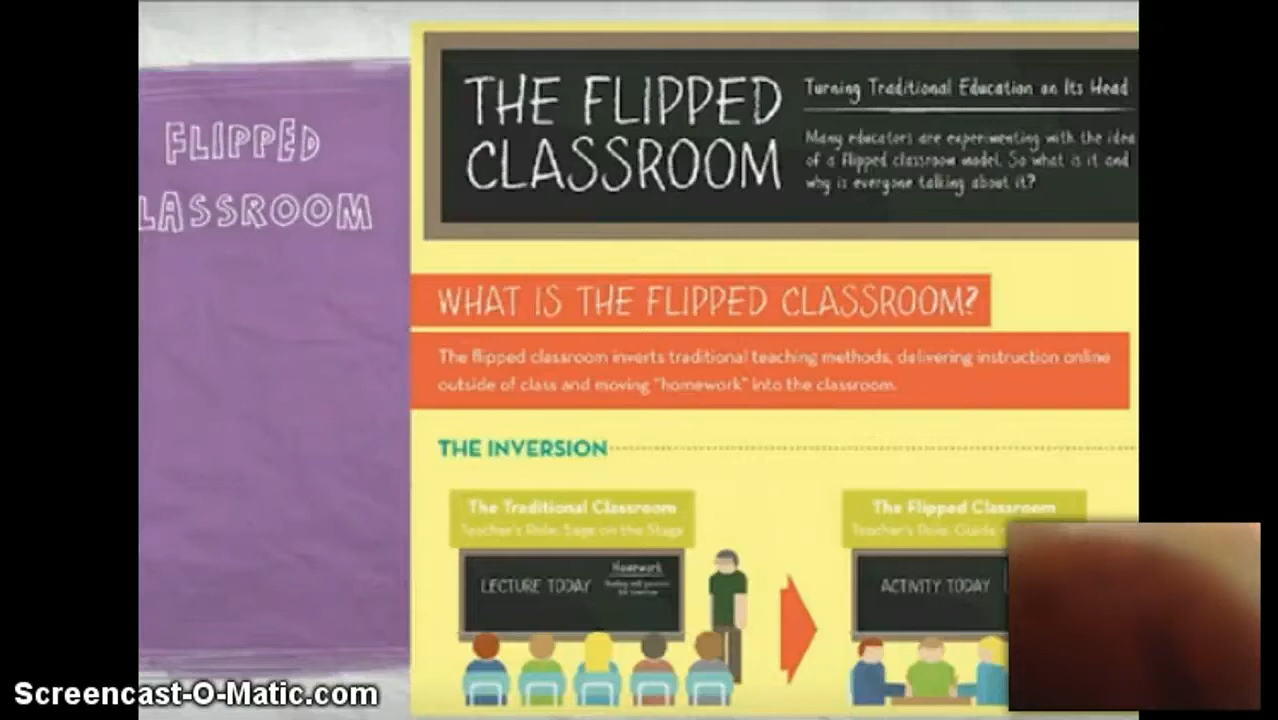 FLIPPED
LASSROOM
THE FLIPPED
CLASSROOM
Turning Traditional Education on Its Head
Many educators are experimenting with the idea
of a flipped classroom model. So what is it and
why is everyone talking about it?
WHAT IS THE FLIPPED CLASSROOM?
The flipped classroom inverts traditional teaching methods, delivering instruction online
outside of class and moving "homework" into the classroom.
THE INVERSION
The Traditional Classroom
Teacher's Role: Sage on the Stage
LECTURE TODAY
Homework
The Flipped Classroom
Teacher's Role: Guide
ACTIVITY TODAY
Screencast-O-Matic.com